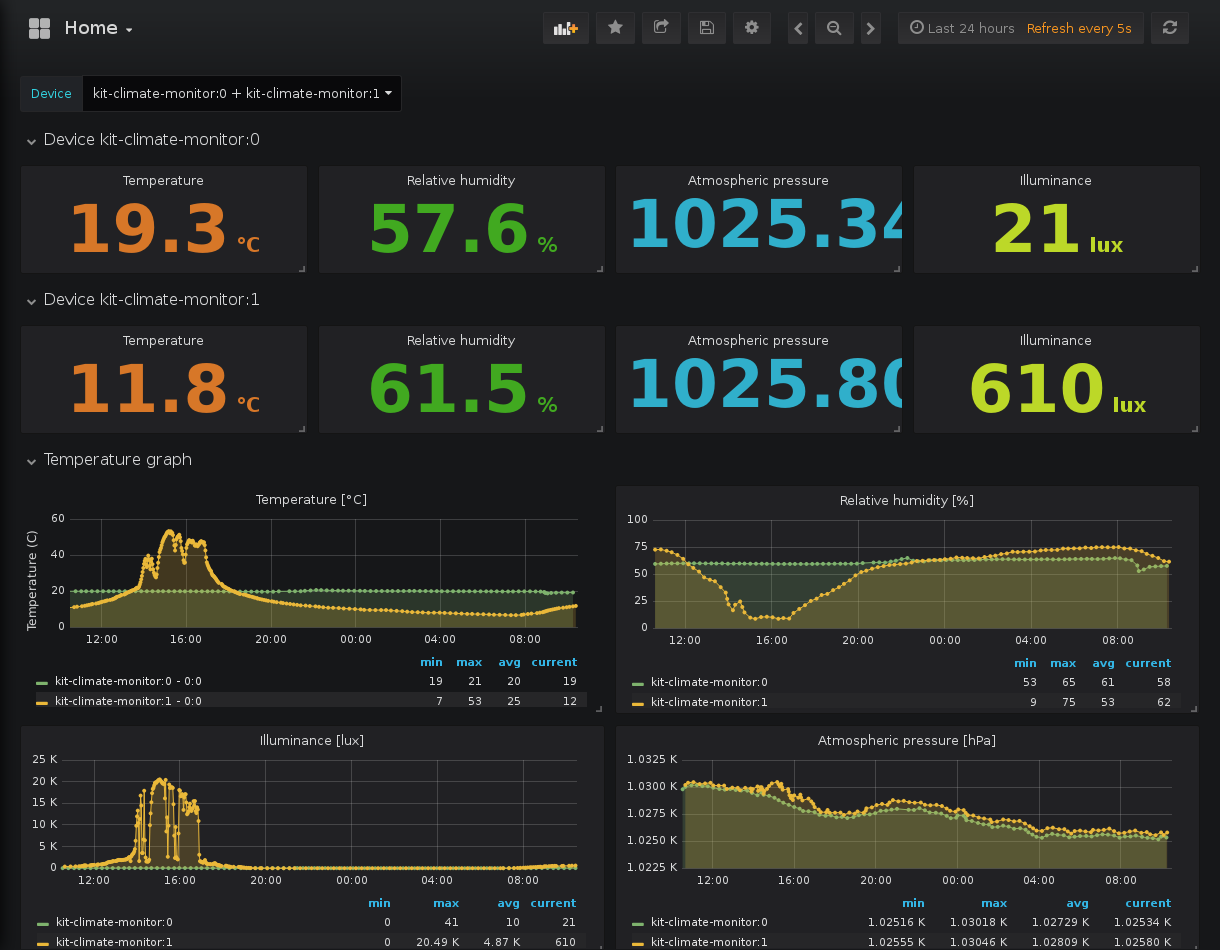 Home
Last 24 hours Refresh every 5s
Device kit-climate-monitor:0 + kit-climate-monitor:1
Device kit-climate-monitor:0
Temperature Relative humidity Atmospheric pressure Illuminance
19.3 °C 57.6 % 1025.34 21 lux
Device kit-climate-monitor:1
Temperature Relative humidity Atmospheric pressure Illuminance
11.8 °C 61.5 % 1025.80 610 lux
Temperature graph
Temperature [°C]
Temperature (C)
60
40
20
0
12:00 16:00 20:00 00:00 04:00 08:00
min max avg current
kit-climate-monitor:0 - 0:0 19 21 20 19
kit-climate-monitor:1 - 0:0 7 53 25 12
Relative humidity [%]
100
75
50
25
0
12:00 16:00 20:00 00:00 04:00 08:00
min max avg current
kit-climate-monitor:0 53 65 61 58
kit-climate-monitor:1 9 75 53 62
Illuminance [lux]
25 K
20 K
15 K
10 K
5 K
0
12:00 16:00 20:00 00:00 04:00 08:00
min max avg current
kit-climate-monitor:0 0 41 10 21
kit-climate-monitor:1 0 20.49 K 4.87 K 610
Atmospheric pressure [hPa]
1.0325 K
1.0300 K
1.0275 K
1.0250 K
1.0225 K
12:00 16:00 20:00 00:00 04:00 08:00
min max avg current
kit-climate-monitor:0 1.02516 K 1.03018 K 1.02729 K 1.02534 K
kit-climate-monitor:1 1.02555 K 1.03046 K 1.02809 K 1.02580 K